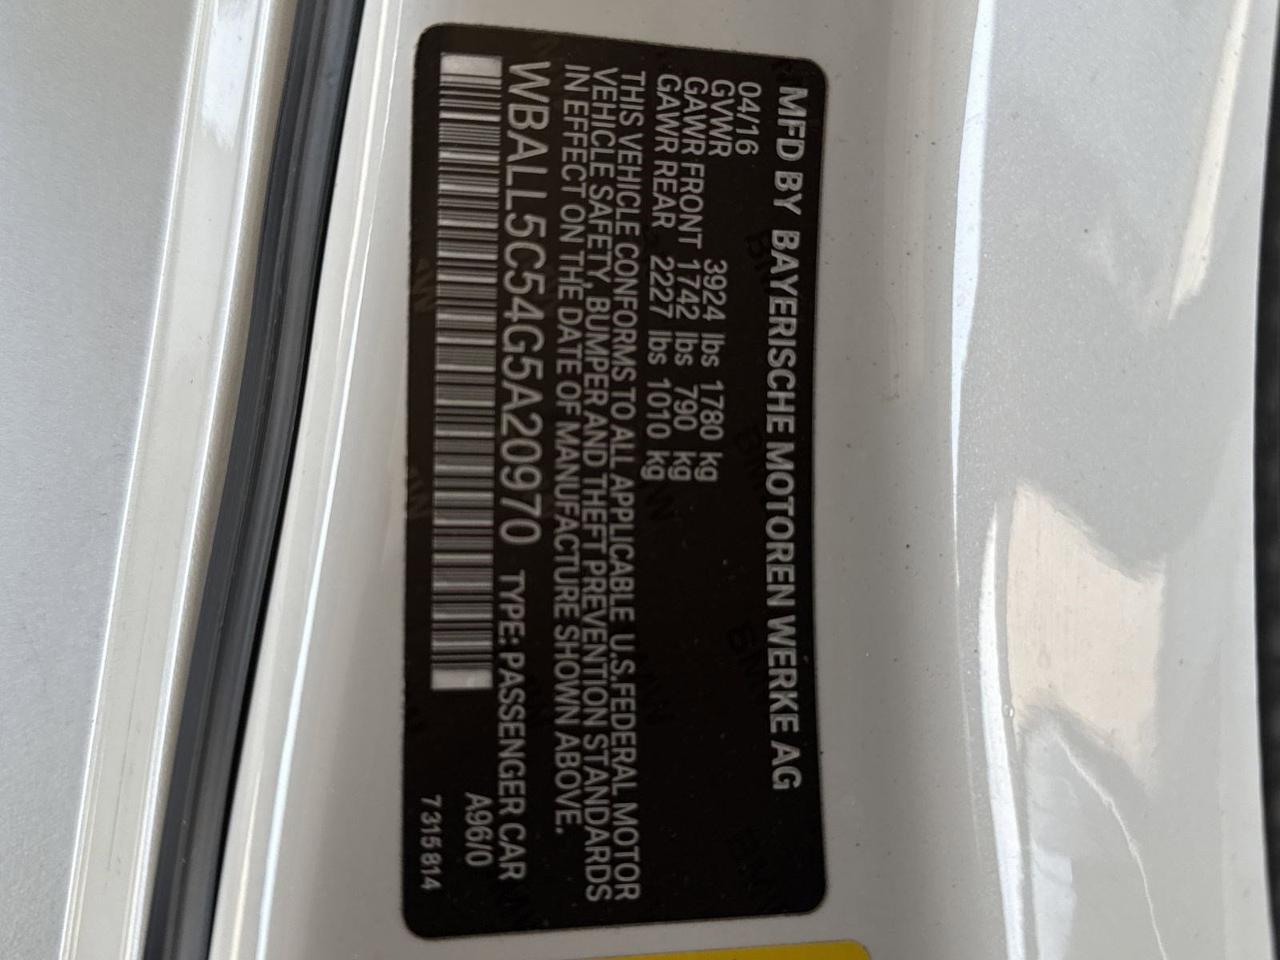 MFD BY BAYERISCHE MOTOREN WERKE AG
04/16
GVWR 3924 lbs 1780 kg
GAWR FRONT 1742 lbs 790 kg
GAWR REAR 2227 lbs 1010 kg
THIS VEHICLE CONFORMS TO ALL APPLICABLE U.S.FEDERAL MOTOR
VEHICLE SAFETY, BUMPER AND THEFT PREVENTION STANDARDS
IN EFFECT ON THE DATE OF MANUFACTURE SHOWN ABOVE.
WBALL5C54G5A20970 TYPE: PASSENGER CAR
A96/0
7315814